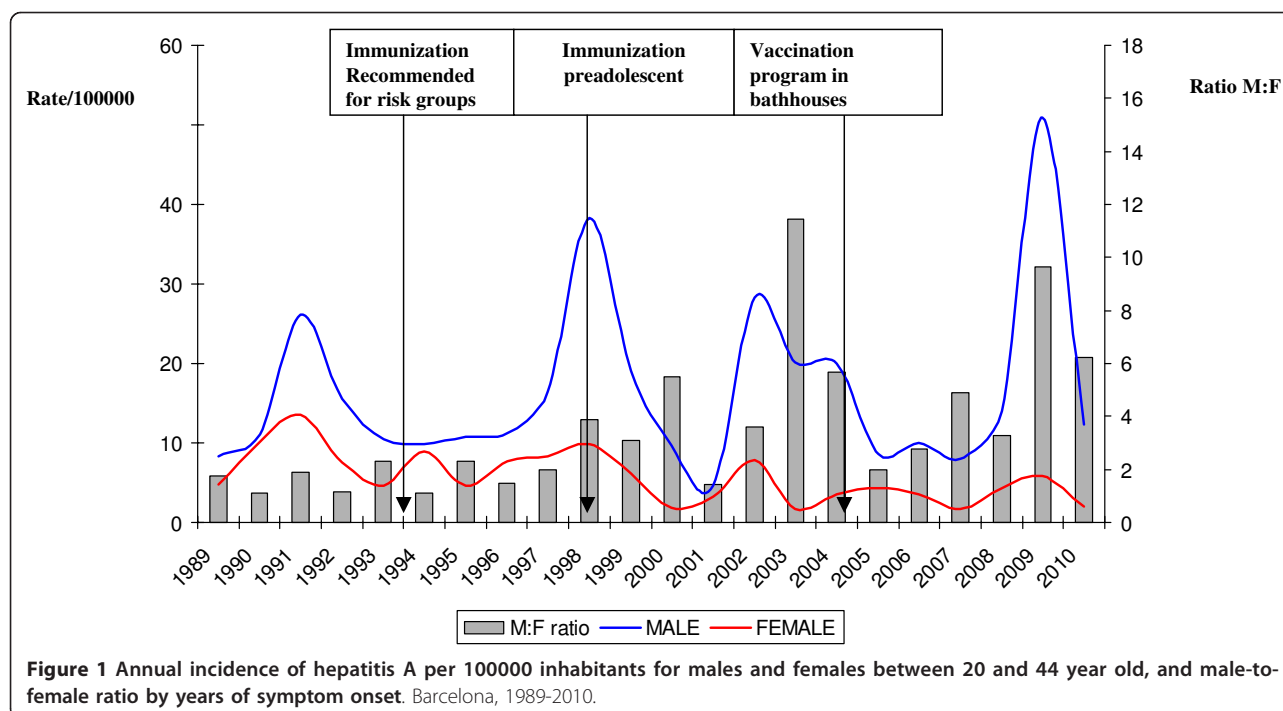 Immunization
Recommended
for risk groups
Immunization
preadolescent
Vaccination
program in
bathhouses
Rate/100000
Ratio M:F
60
40
30
20
10
0
18
16
14
12
10
8
6
4
2
0
1989
1990
1991
1992
1993
1994
1995
1996
1997
1998
1999
2000
2001
2002
2003
2004
2005
2006
2007
2008
2009
2010
M:F ratio MALE FEMALE
Figure 1 Annual incidence of hepatitis A per 100000 inhabitants for males and females between 20 and 44 year old, and male-to-
female ratio by years of symptom onset. Barcelona, 1989-2010.